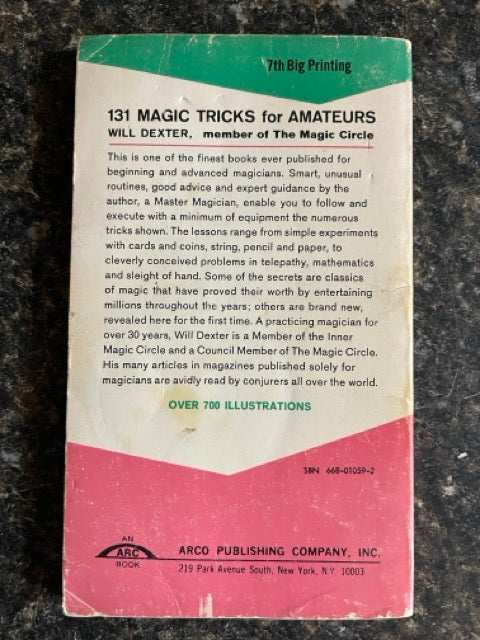 7th Big Printing
131 MAGIC TRICKS for AMATEURS
WILL DEXTER, member of The Magic Circle
This is one of the finest books ever published for
beginning and advanced magicians. Smart, unusual
routines, good advice and expert guidance by the
author, a Master Magician, enable you to follow and
execute with a minimum of equipment the numerous
tricks shown. The lessons range from simple experiments
with cards and coins, string, pencil and paper, to
cleverly conceived problems in telepathy, mathematics
and sleight of hand. Some of the secrets are classics
of magic that have proved their worth by entertaining
millions throughout the years; others are brand new,
revealed here for the first time. A practicing magician for
over 30 years, Will Dexter is a Member of the Inner
Magic Circle and a Council Member of The Magic Circle.
His many articles in magazines published solely for
magicians are avidly read by conjurers all over the world.
OVER 700 ILLUSTRATIONS
SBN 668-01059-2
AN
ARC
BOOK
ARCO PUBLISHING COMPANY, INC.
219 Park Avenue South, New York, N.Y. 10003